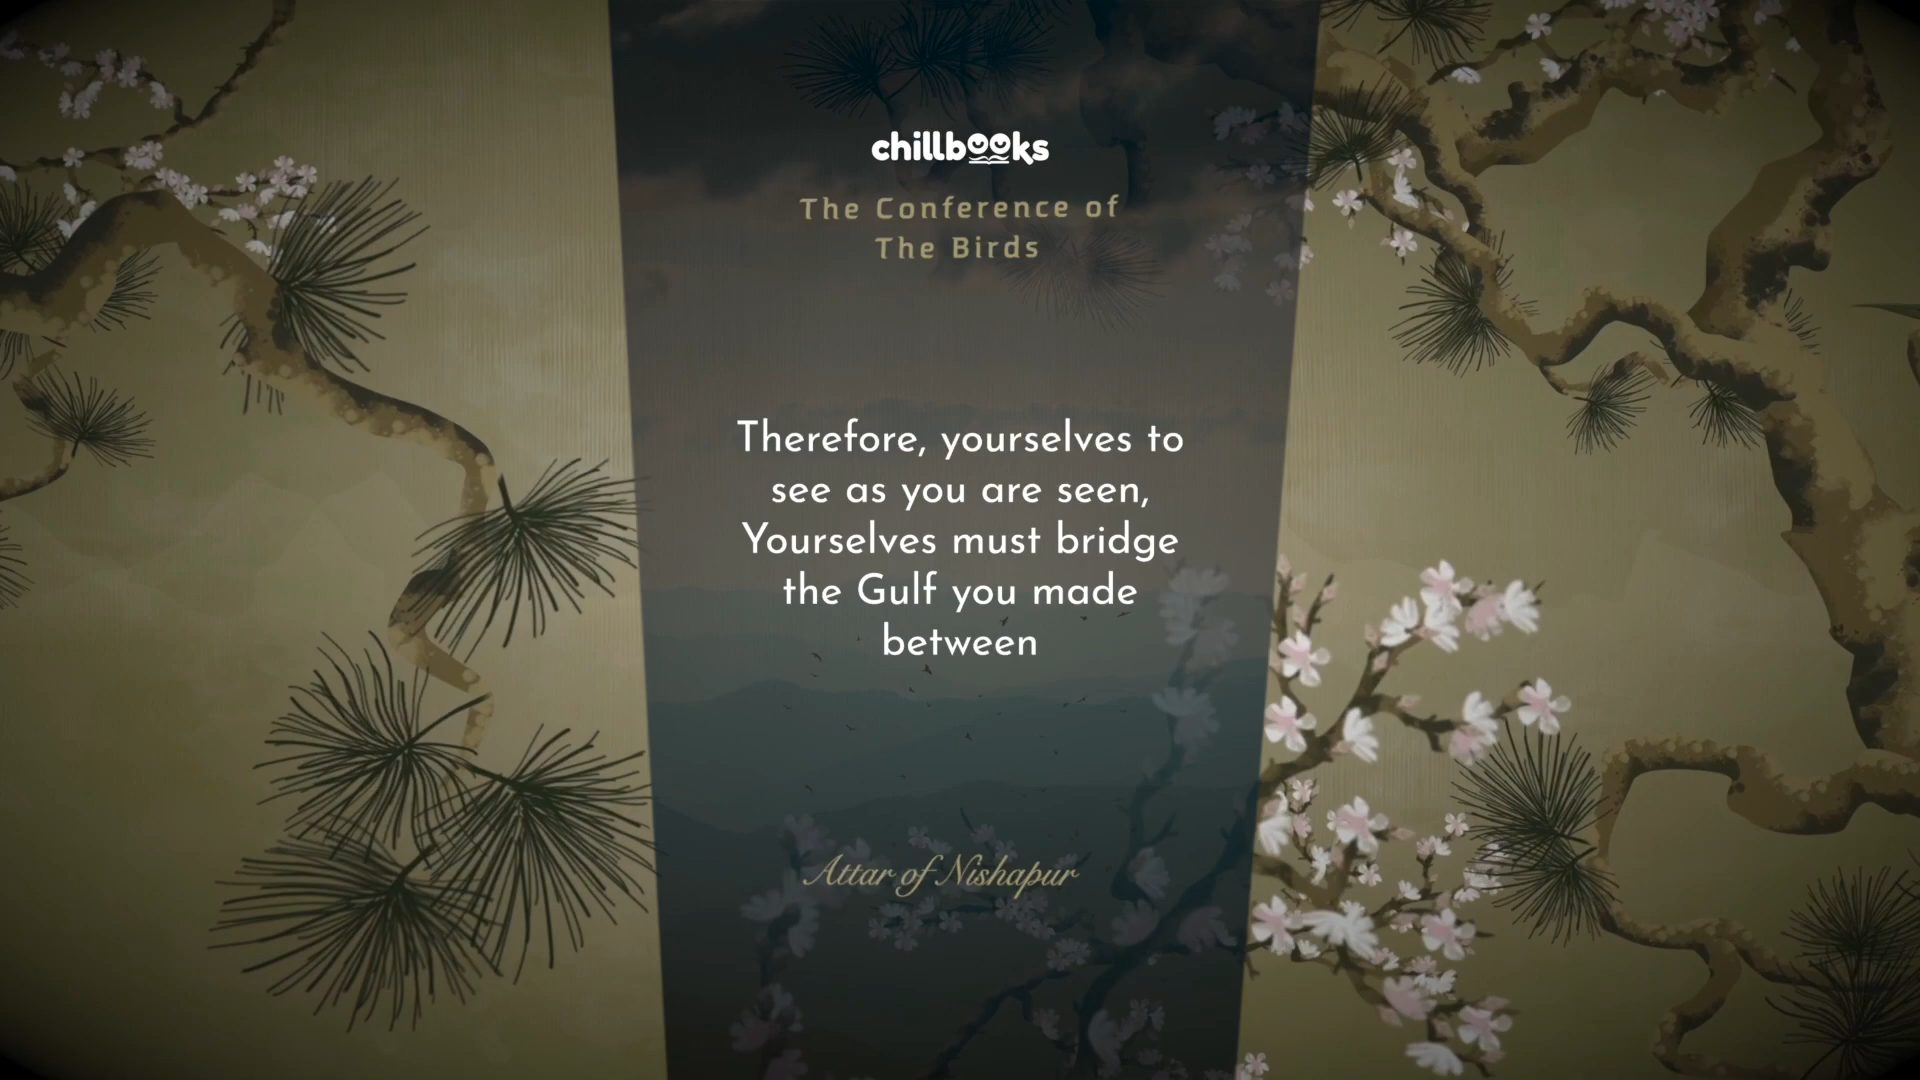 chillbooks
The Conference of
The Birds
Therefore, yourselves to
see as you are seen,
Yourselves must bridge
the Gulf you made
between
Attar of Nishapur